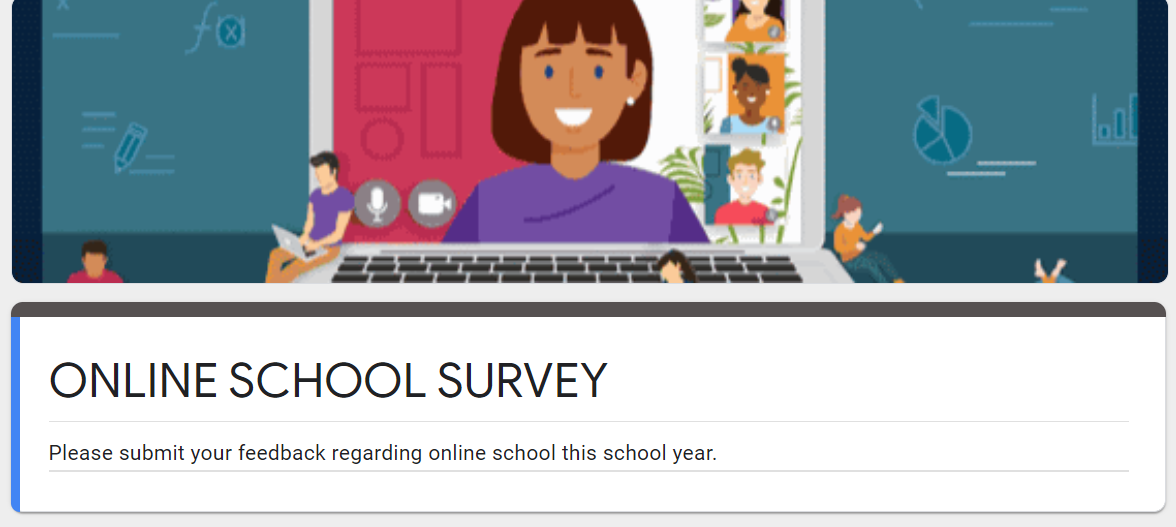 f(x)
ONLINE SCHOOL SURVEY
Please submit your feedback regarding online school this school year.